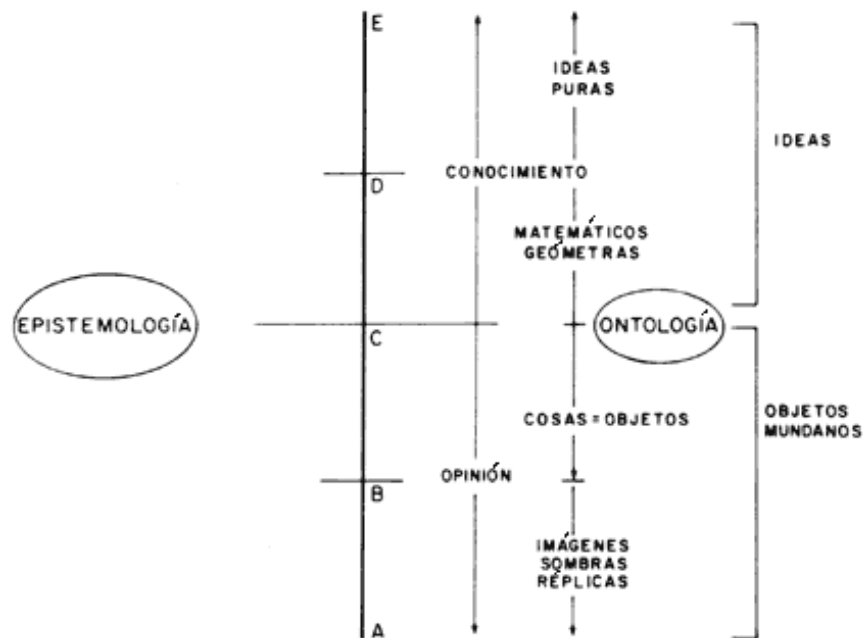 E
IDEAS
PURAS
IDEAS
D
CONOCIMIENTO
MATEMÁTICOS
GEÓMETRAS
EPISTEMOLOGÍA
C
ONTOLOGÍA
COSAS = OBJETOS
OBJETOS
MUNDANOS
B
OPINIÓN
IMÁGENES
SOMBRAS
RÉPLICAS
A